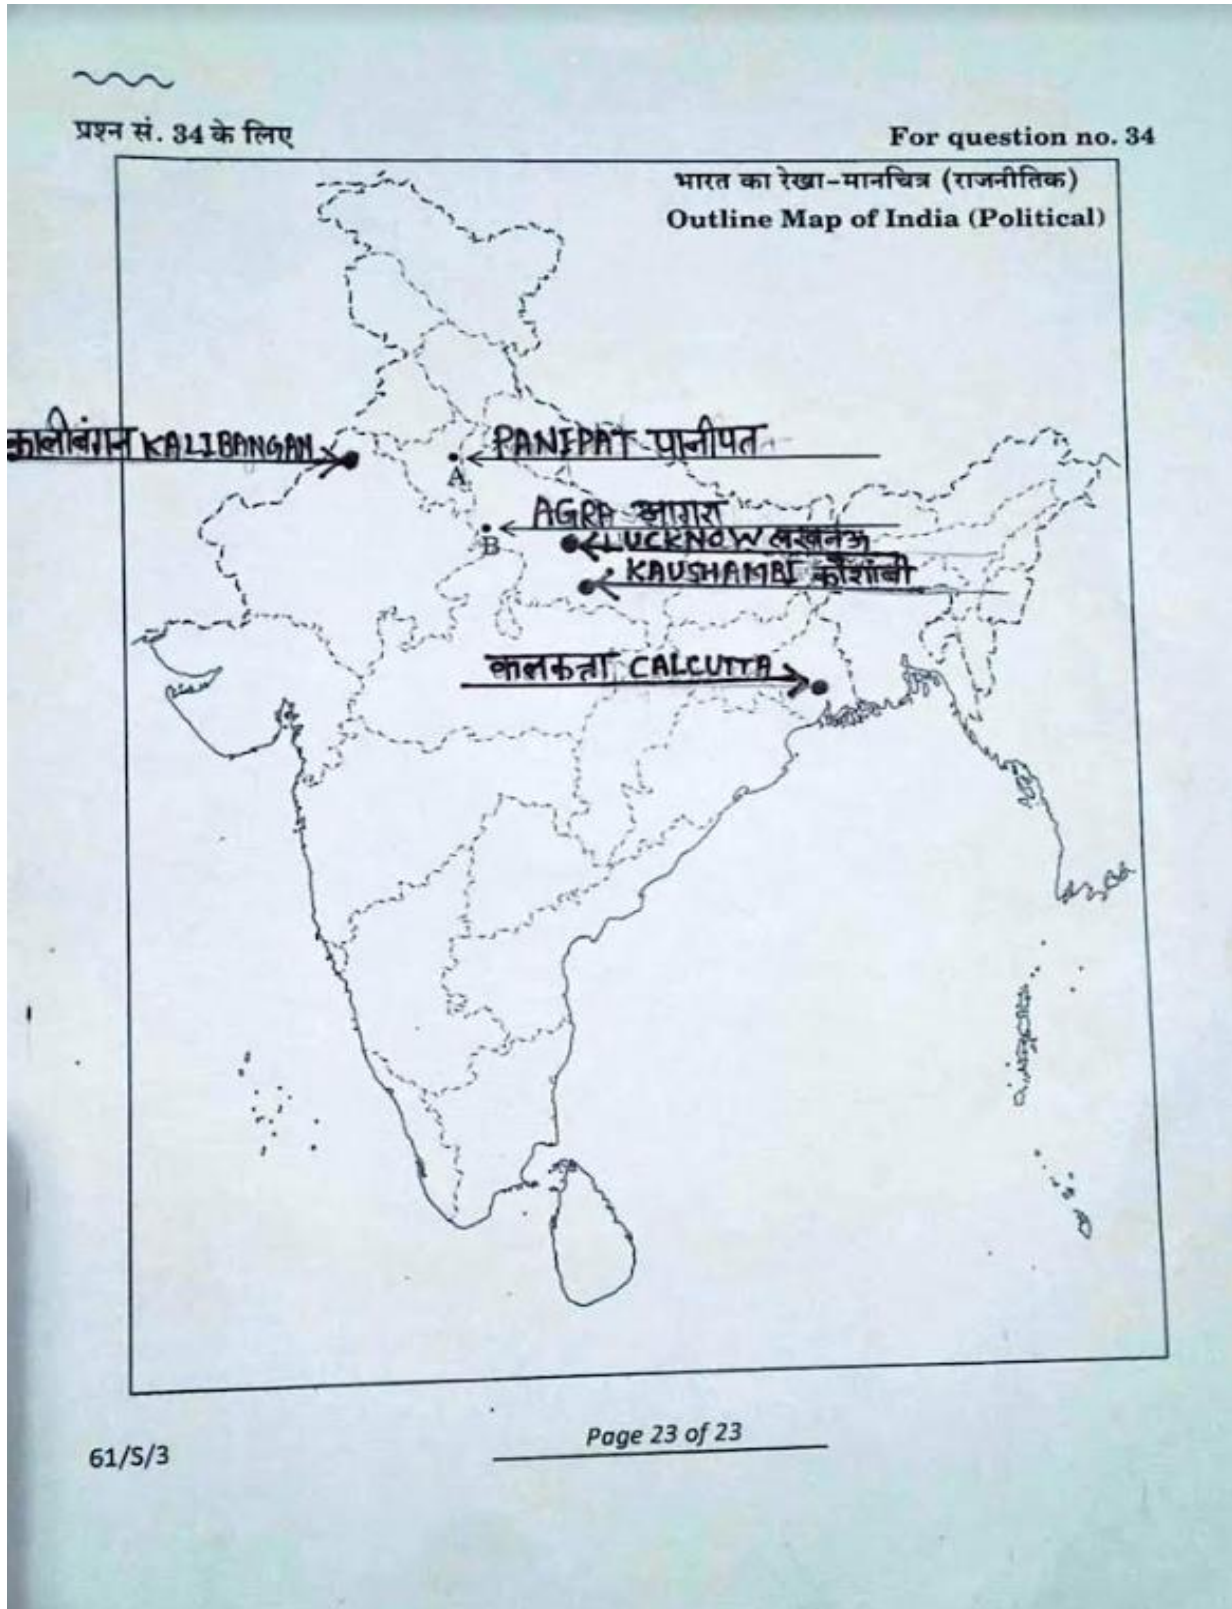 प्रश्न सं. 34 के लिए
For question no. 34
भारत का रेखा-मानचित्र (राजनीतिक)
Outline Map of India (Political)
कालीबंगन KALIBANGAN
PANIPAT पानीपत
A
AGRA आगरा
B
LUCKNOW लखनऊ
KAUSHAMBI कौशांबी
कलकत्ता CALCUTTA
61/S/3
Page 23 of 23